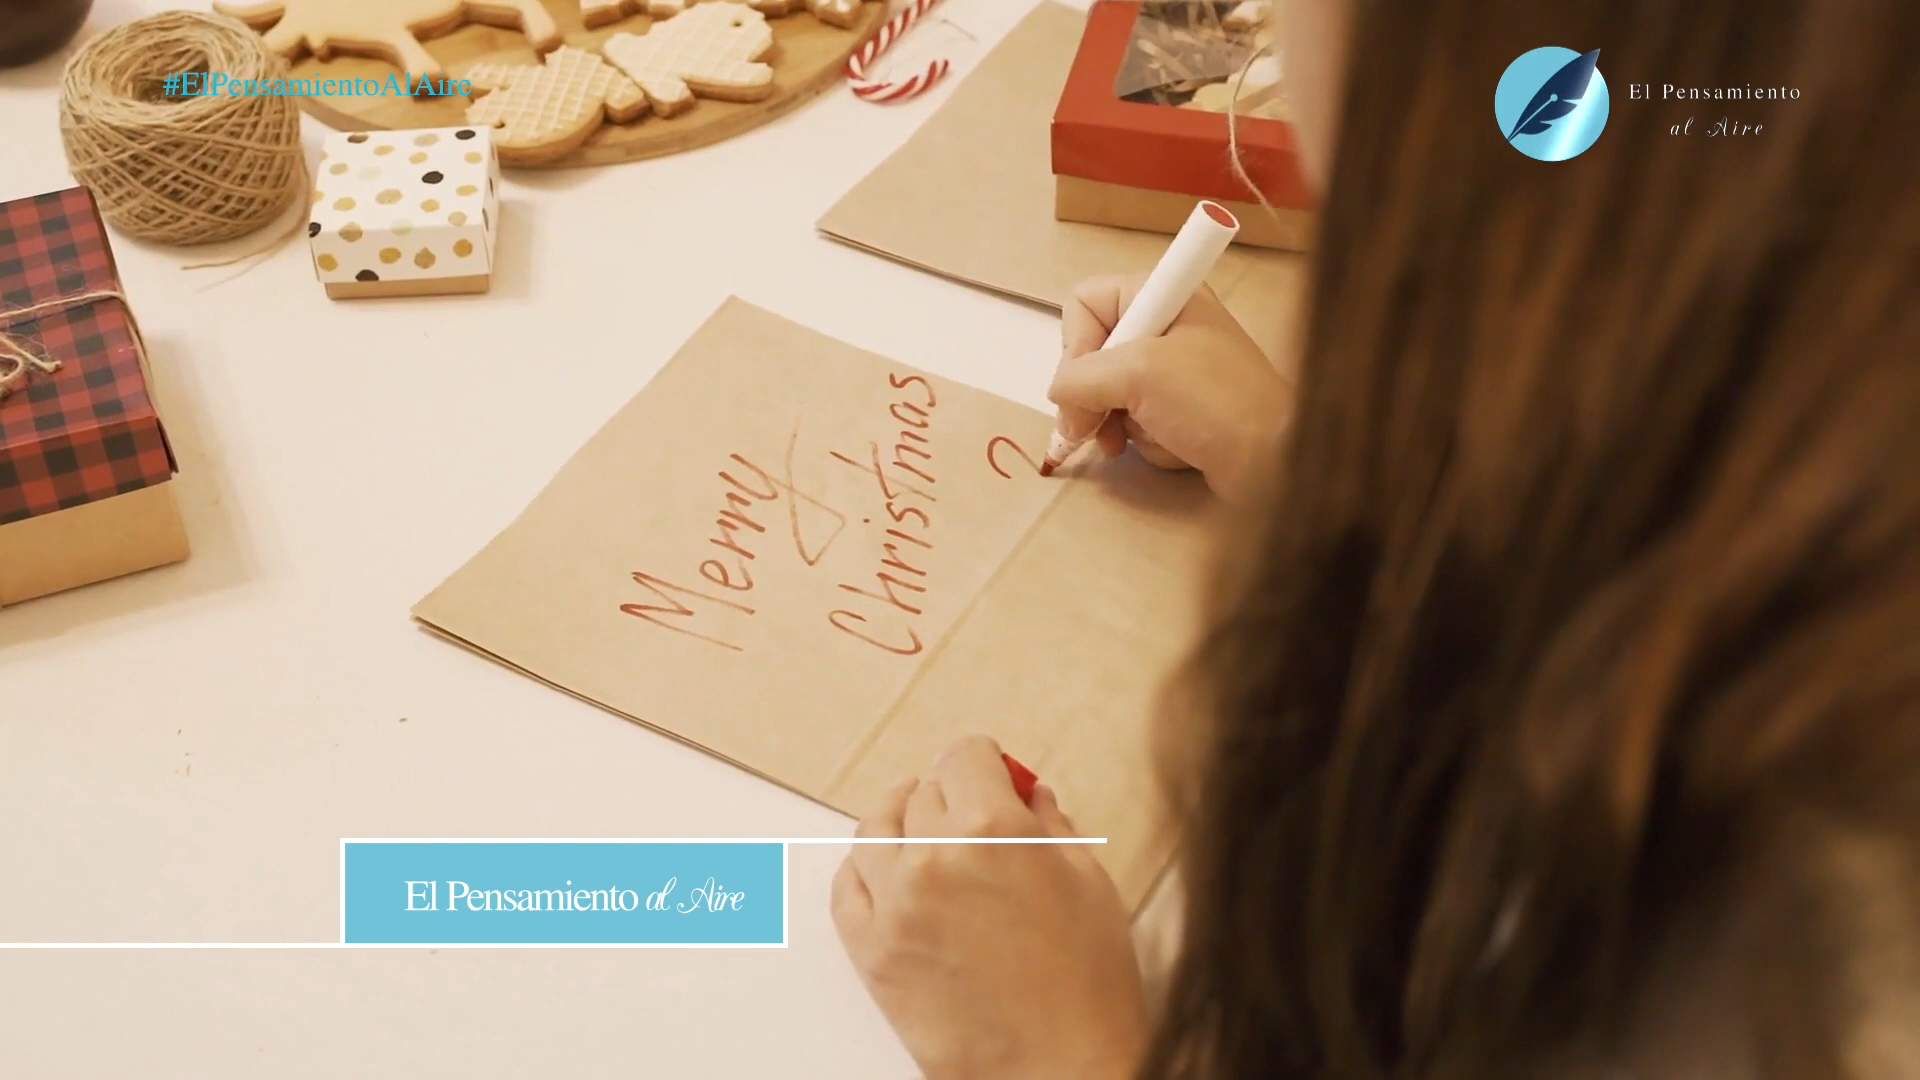 #ElPensamientoAlAire
El Pensamiento
al Aire
Merry
Christmas
El Pensamiento al Aire